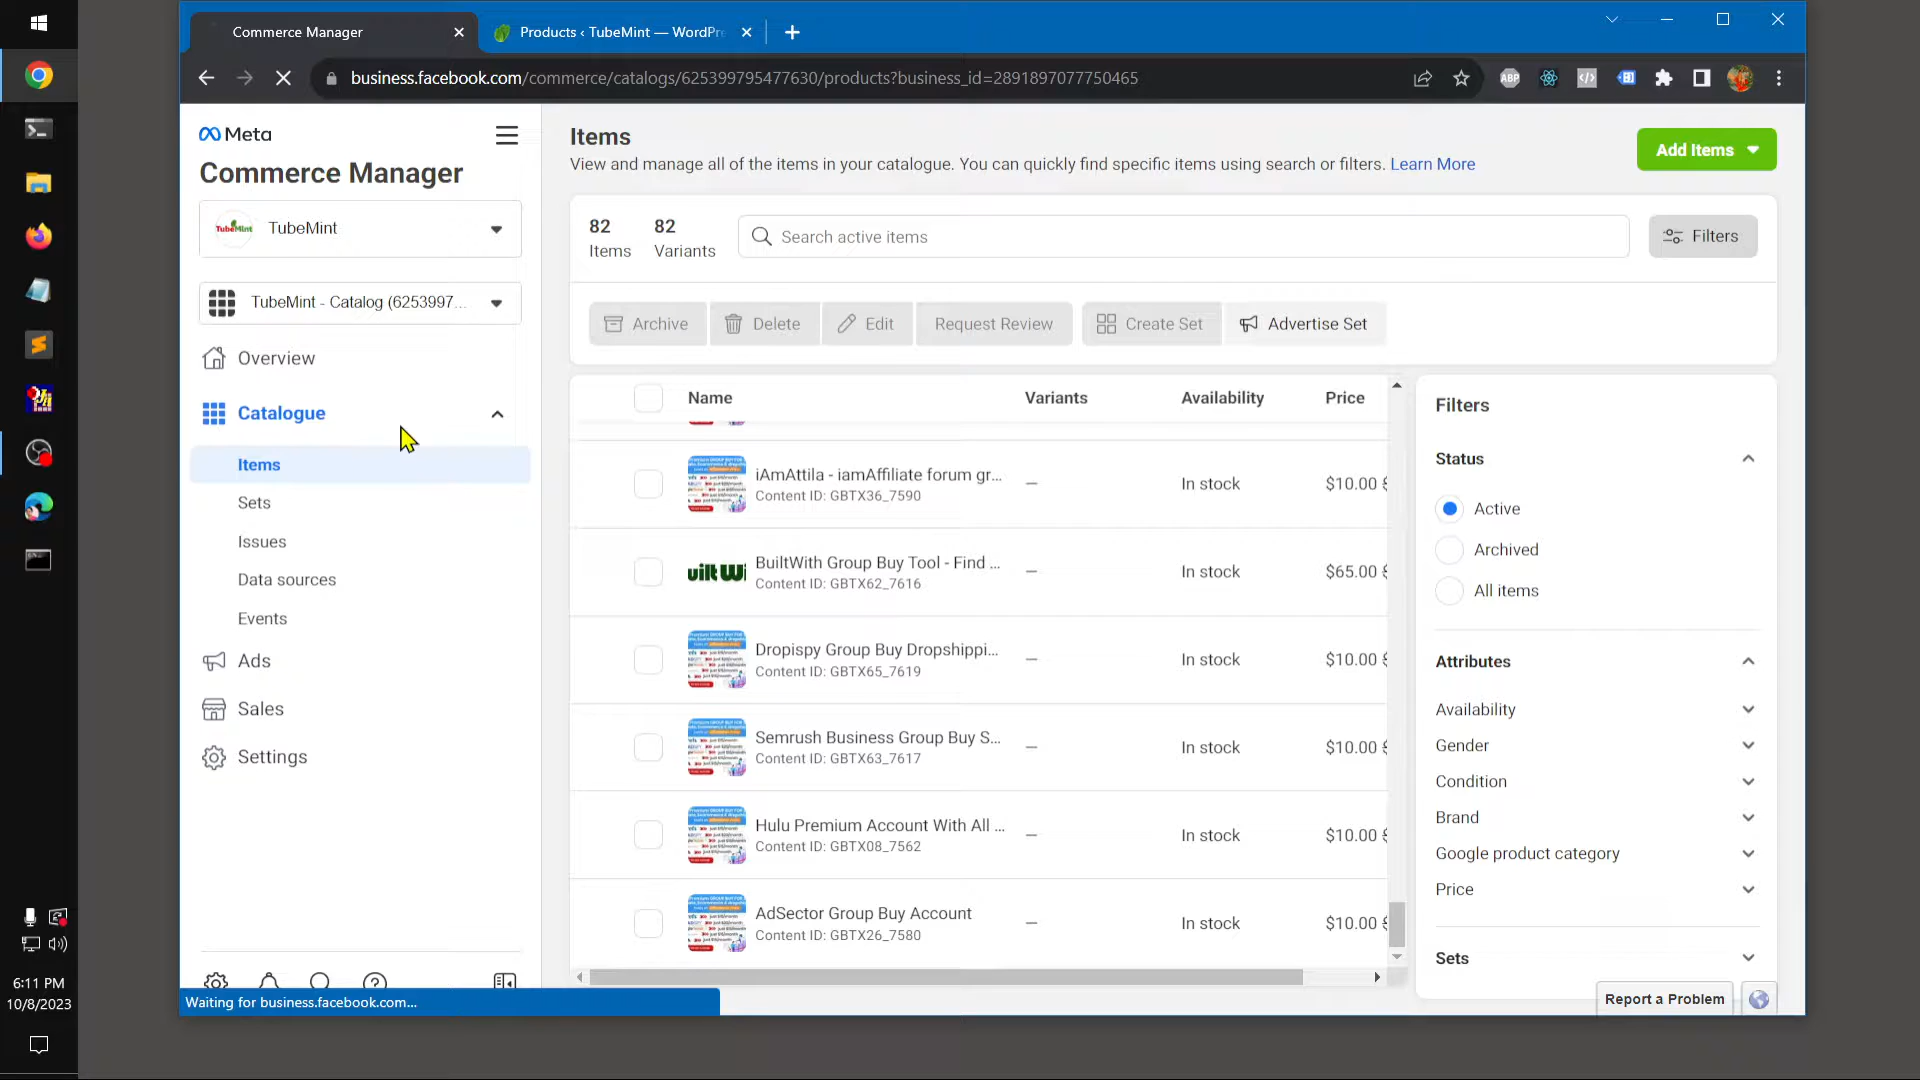 Commerce Manager
Products ‹ TubeMint — WordPr
business.facebook.com/commerce/catalogs/625399795477630/products?business_id=2891897077750465
ABP
Meta
Commerce Manager
TubeMint
TubeMint
TubeMint - Catalog (6253997...
Overview
Catalogue
Items
Sets
Issues
Data sources
Events
Ads
Sales
Settings
Items
View and manage all of the items in your catalogue. You can quickly find specific items using search or filters. Learn More
Add Items
82
Items
82
Variants
Search active items
Filters
Archive
Delete
Edit
Request Review
Create Set
Advertise Set
Name
Variants
Availability
Price
iAmAttila - iamAffiliate forum gr...
Content ID: GBTX36_7590
—
In stock
$10.00
BuiltWith Group Buy Tool - Find ...
Content ID: GBTX62_7616
—
In stock
$65.00
Dropispy Group Buy Dropshippi...
Content ID: GBTX65_7619
—
In stock
$10.00
Semrush Business Group Buy S...
Content ID: GBTX63_7617
—
In stock
$10.00
Hulu Premium Account With All ...
Content ID: GBTX08_7562
—
In stock
$10.00
AdSector Group Buy Account
Content ID: GBTX26_7580
—
In stock
$10.00
Filters
Status
Active
Archived
All items
Attributes
Availability
Gender
Condition
Brand
Google product category
Price
Sets
Report a Problem
Waiting for business.facebook.com...
6:11 PM
10/8/2023